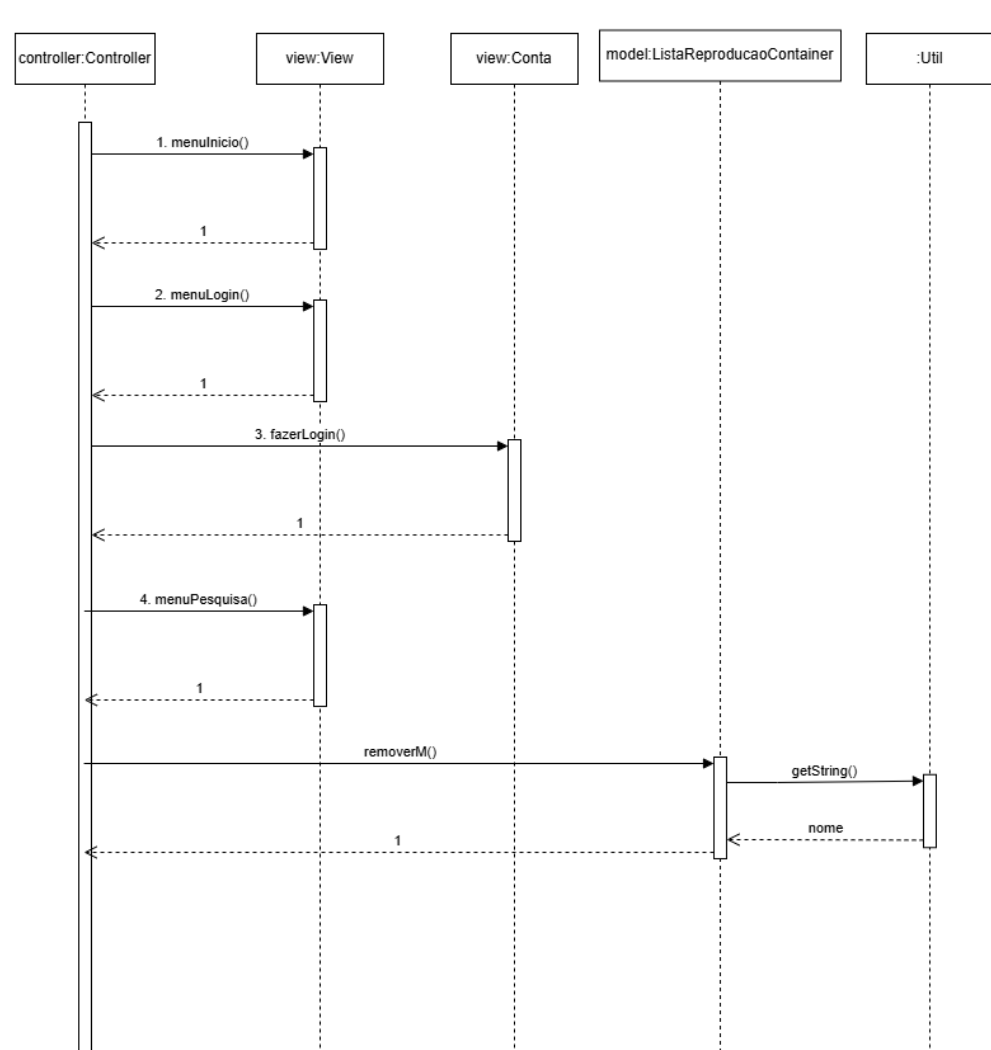 controller:Controller
view:View
view:Conta
model:ListaReproducaoContainer
:Util
1. menuInicio()
1
2. menuLogin()
1
3. fazerLogin()
1
4. menuPesquisa()
1
removerM()
getString()
nome
1